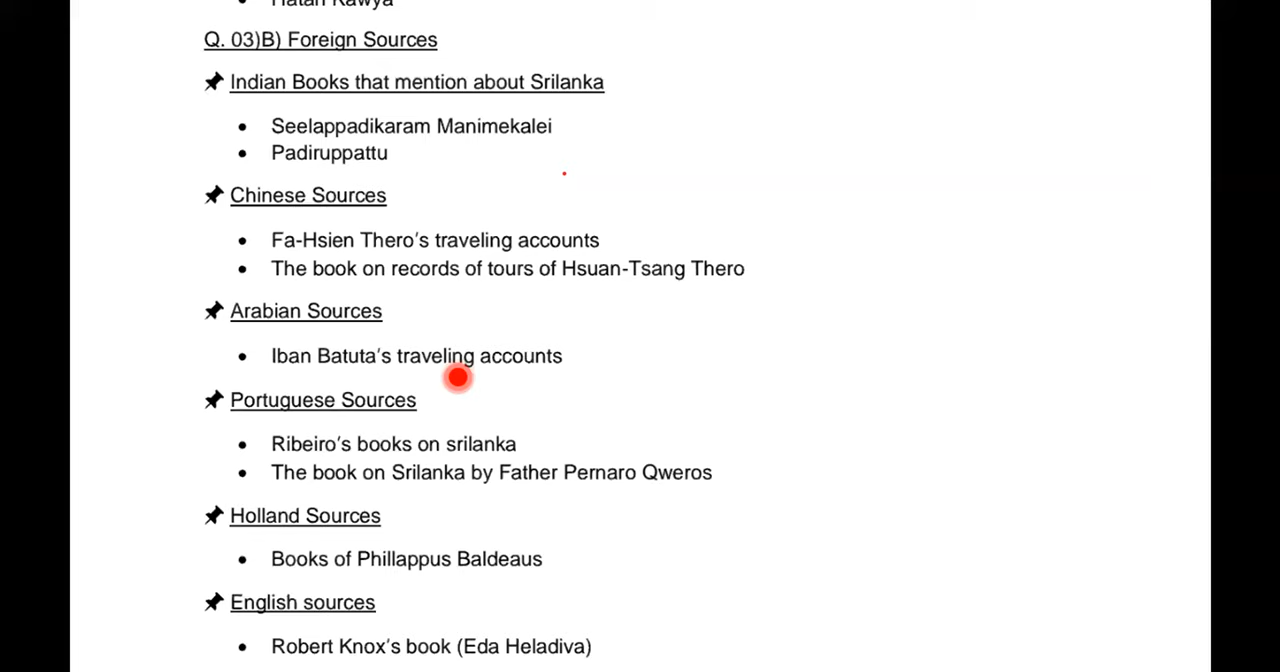 Hatan Kawya
Q. 03)B) Foreign Sources
Indian Books that mention about Srilanka
Seelappadikaram Manimekalei
Padiruppattu
Chinese Sources
Fa-Hsien Thero's traveling accounts
The book on records of tours of Hsuan-Tsang Thero
Arabian Sources
Iban Batuta's traveling accounts
Portuguese Sources
Ribeiro's books on srilanka
The book on Srilanka by Father Pernaro Qweros
Holland Sources
Books of Phillappus Baldeaus
English sources
Robert Knox's book (Eda Heladiva)